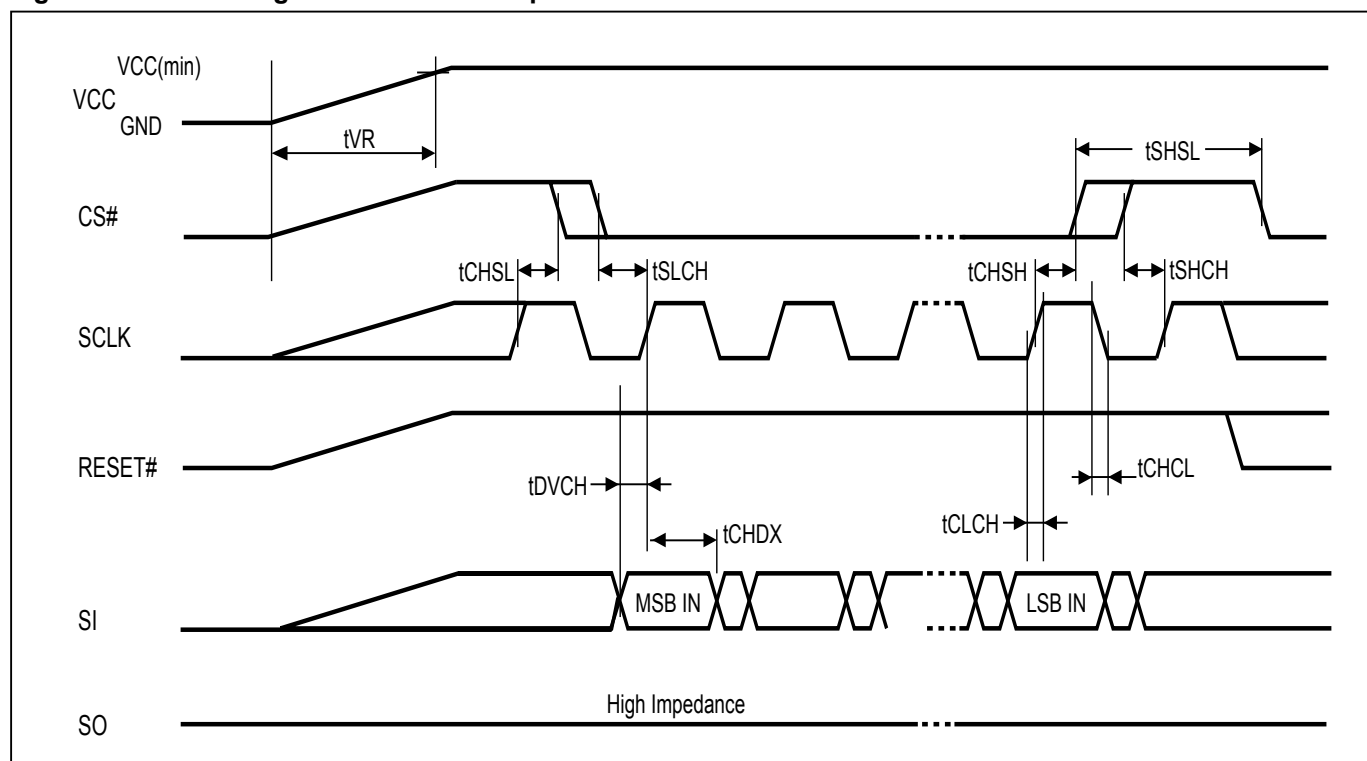 VCC(min)
VCC
GND
tVR
tSHSL
CS#
tCHSL
tSLCH
tCHSH
tSHCH
SCLK
RESET#
tDVCH
tCHCL
tCLCH
tCHDX
SI
MSB IN
LSB IN
High Impedance
SO